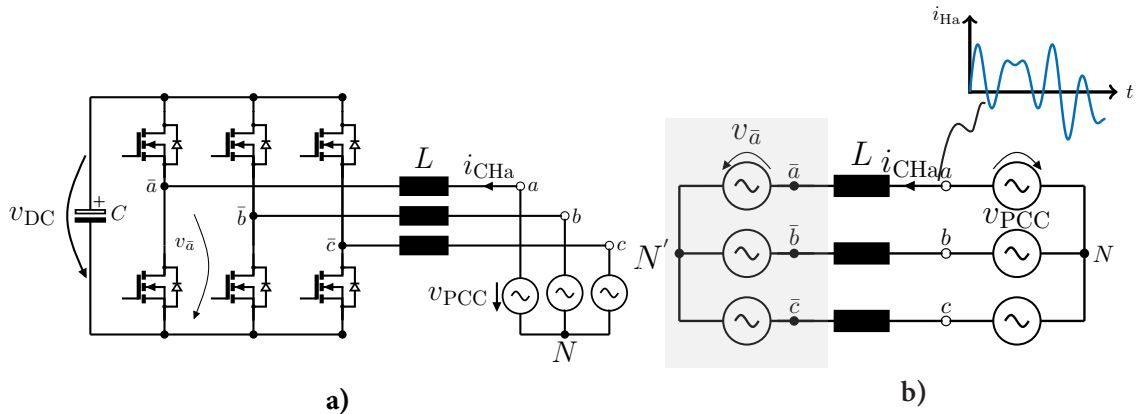 v_DC
+
C
ā
b̄
c̄
v_ā
L
i_CHa
a
b
c
v_PCC
N
a)
i_Ha
t
v_ā
ā
L
i_CHa
a
v_PCC
N'
b̄
b
N
c̄
c
b)